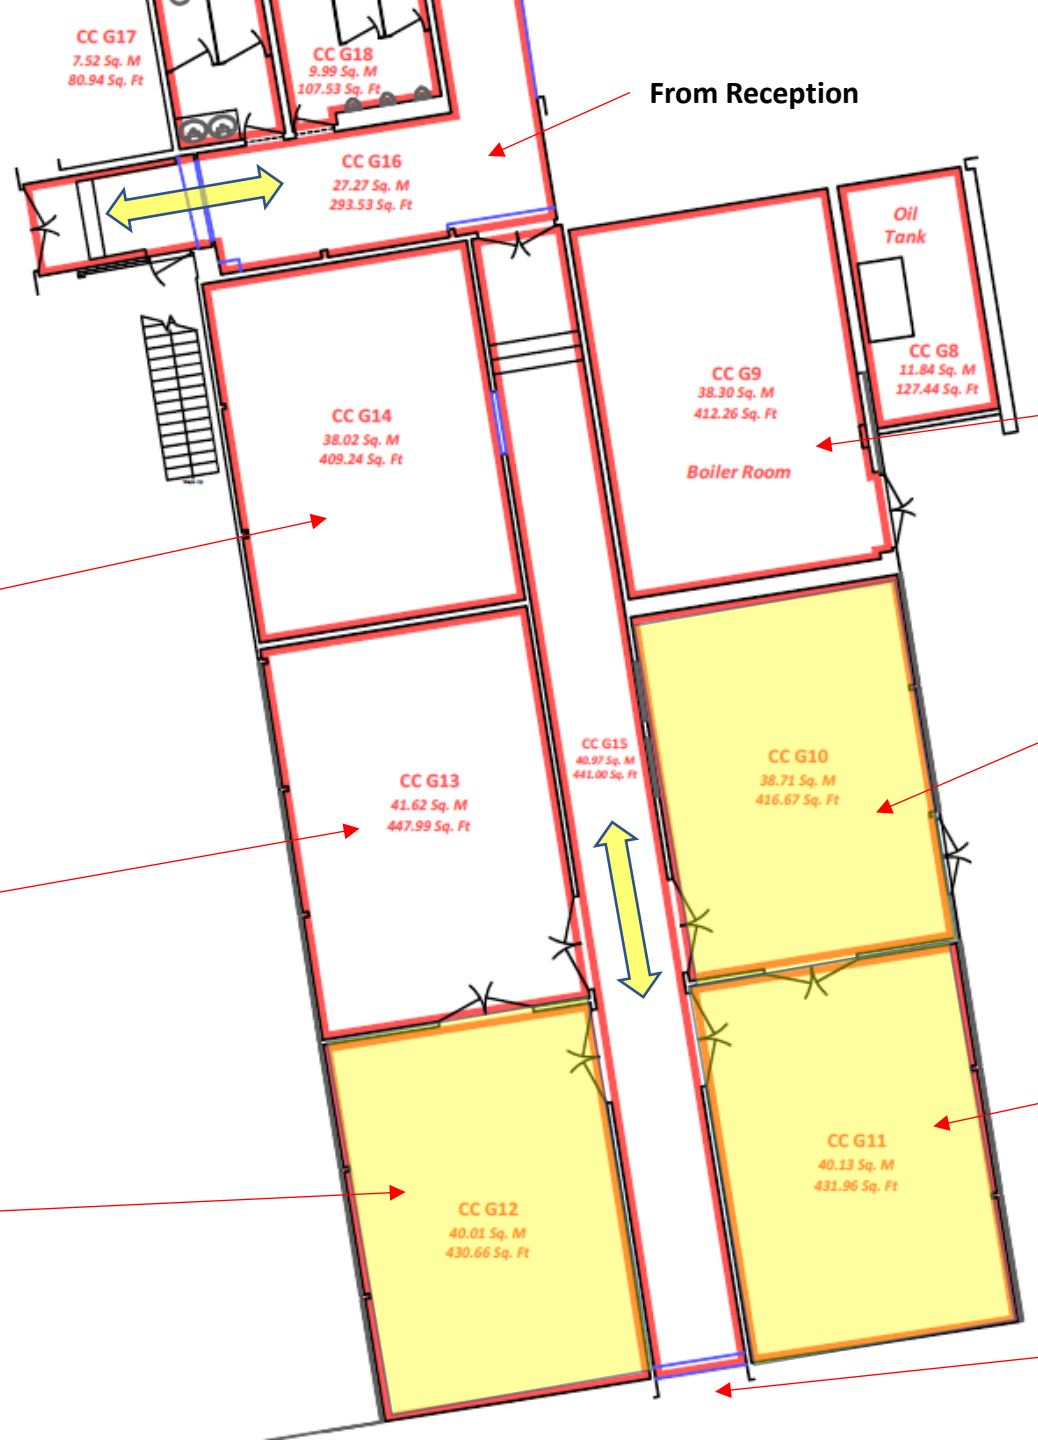 CC G17
7.52 Sq. M
80.94 Sq. Ft
CC G18
9.99 Sq. M
107.53 Sq. Ft
From Reception
CC G16
27.27 Sq. M
293.53 Sq. Ft
Oil
Tank
CC G8
11.84 Sq. M
127.44 Sq. Ft
CC G9
38.30 Sq. M
412.26 Sq. Ft
Boiler Room
CC G14
38.02 Sq. M
409.24 Sq. Ft
CC G15
40.97 Sq. M
441.00 Sq. Ft
CC G10
38.71 Sq. M
416.67 Sq. Ft
CC G13
41.62 Sq. M
447.99 Sq. Ft
CC G11
40.13 Sq. M
431.96 Sq. Ft
CC G12
40.01 Sq. M
430.66 Sq. Ft